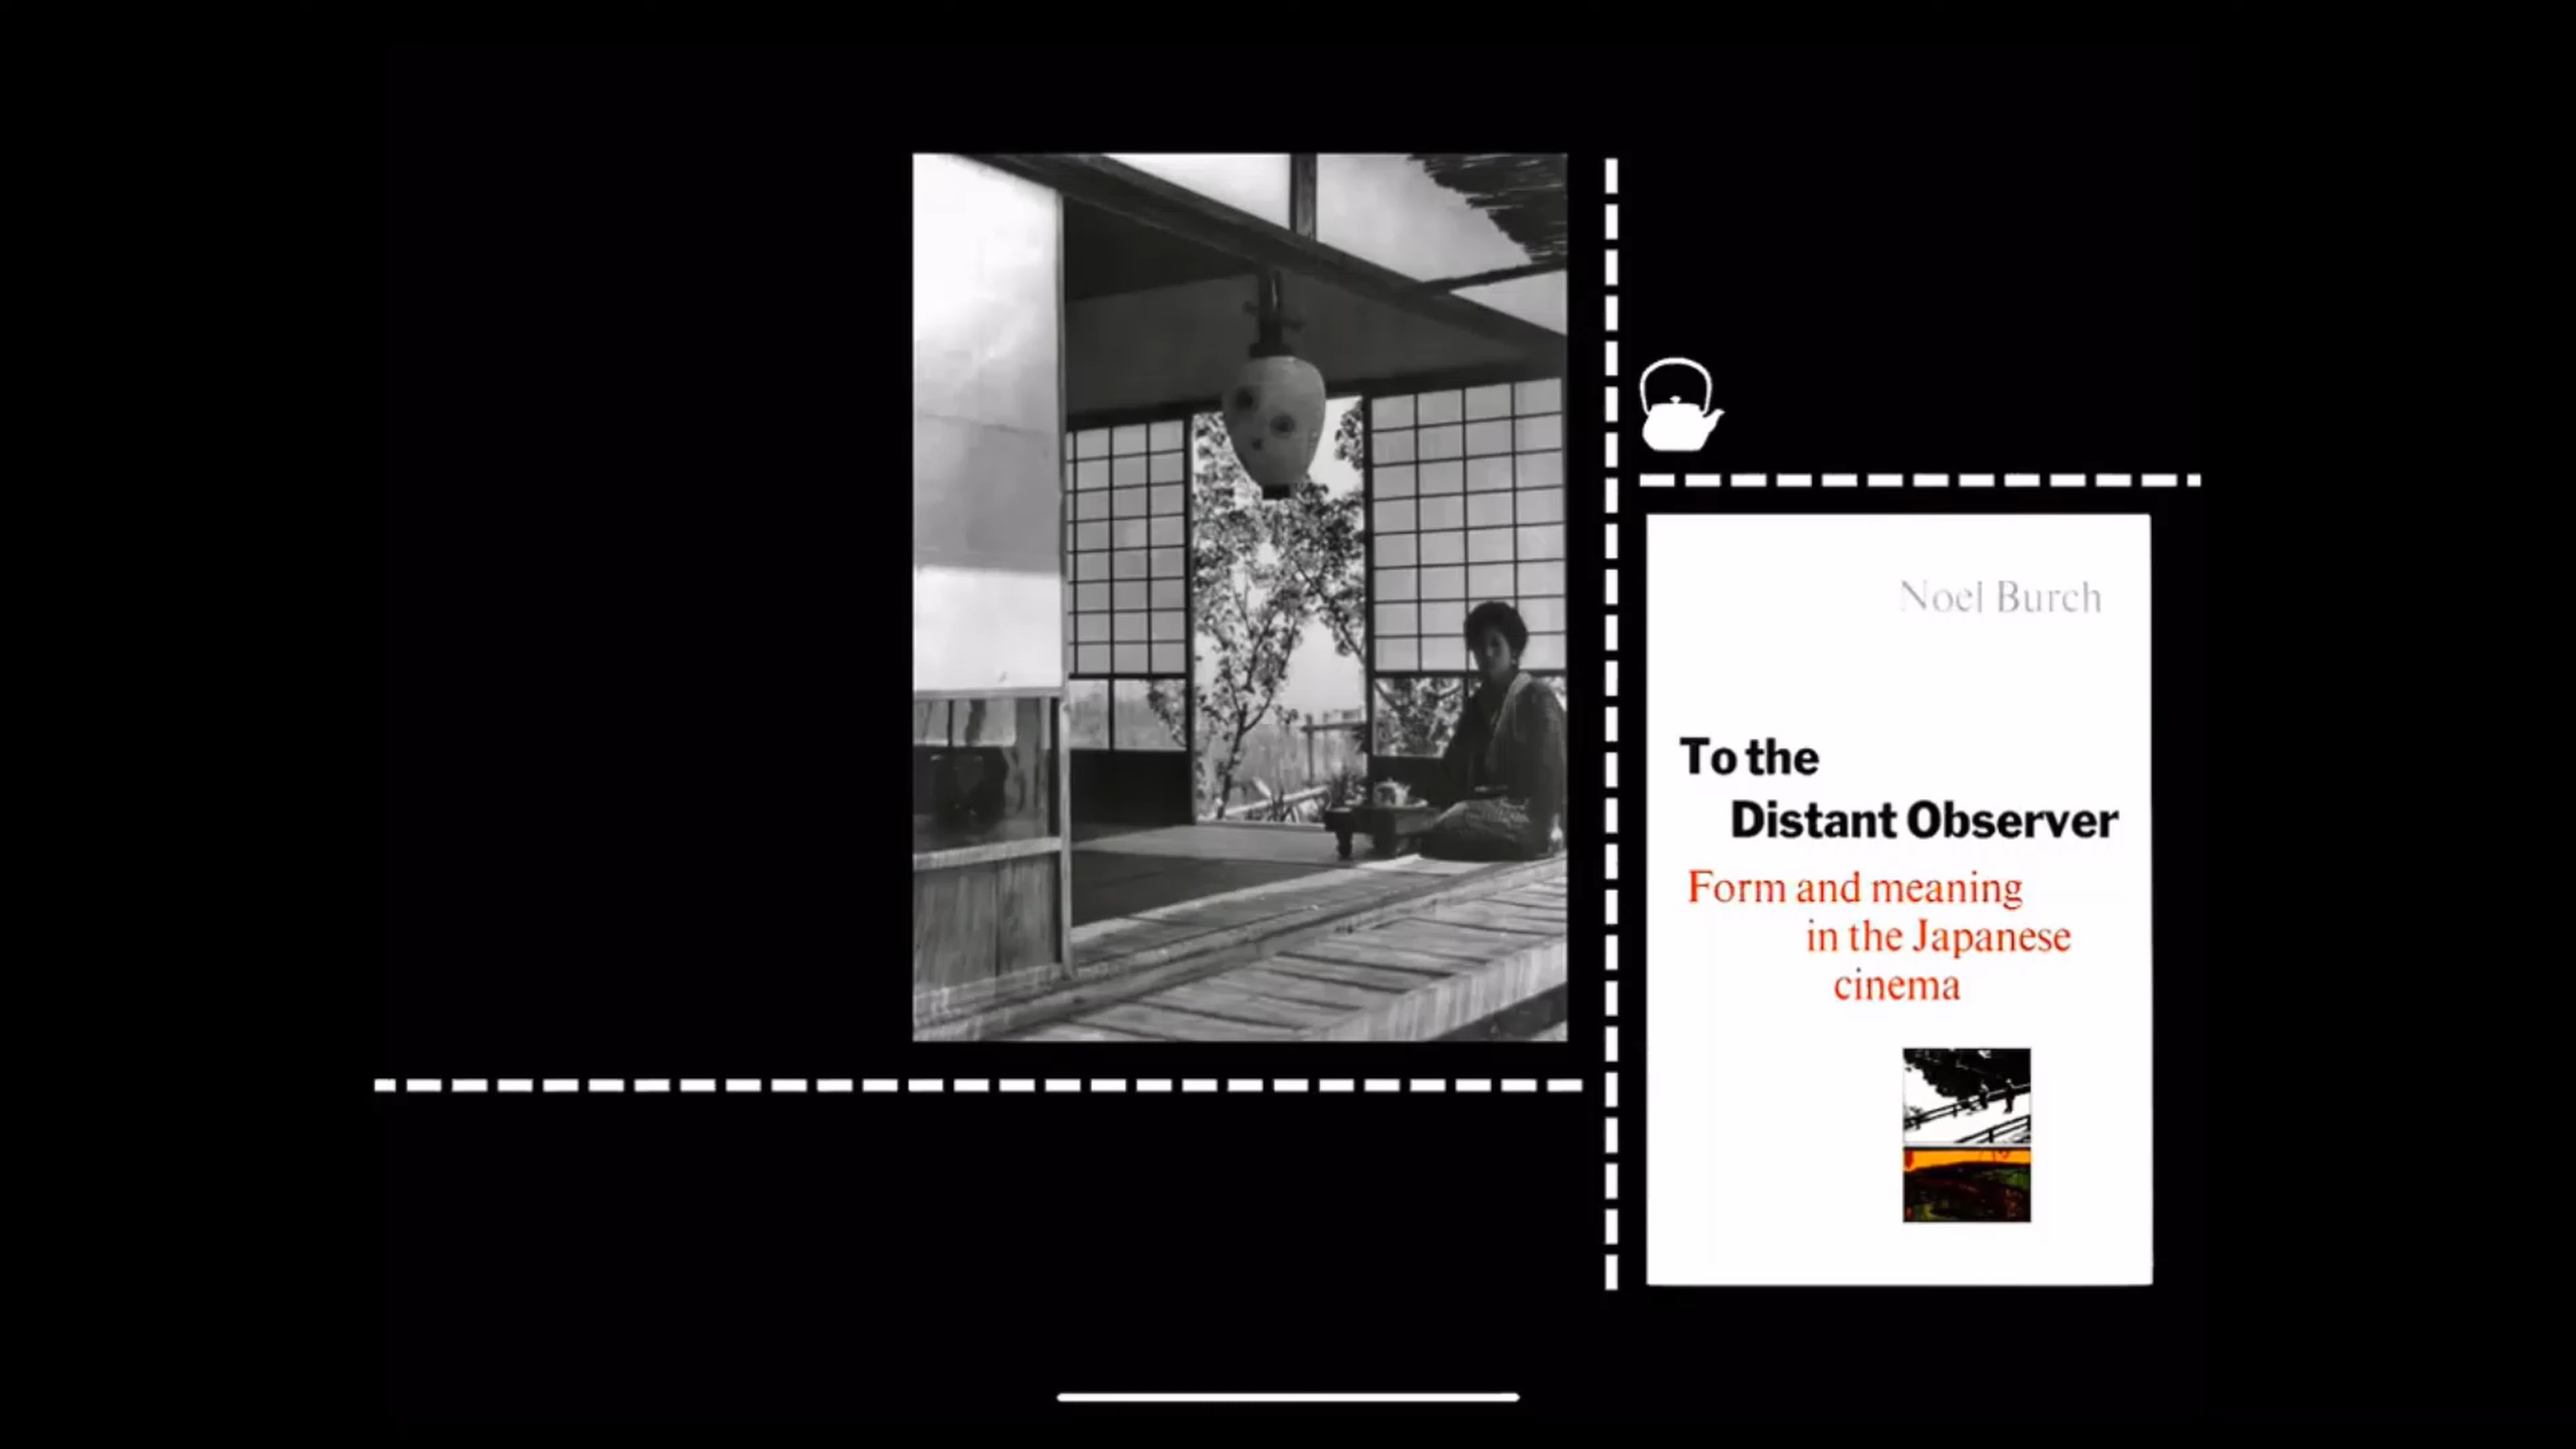 Noel Burch
To the
Distant Observer
Form and meaning
in the Japanese
cinema